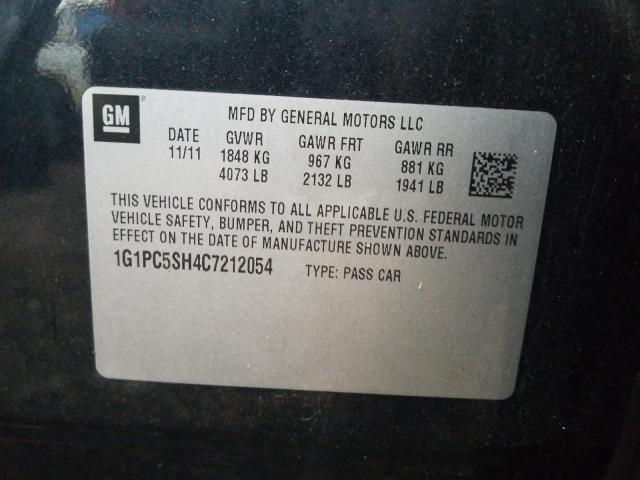 GM
MFD BY GENERAL MOTORS LLC
DATE GVWR GAWR FRT GAWR RR
11/11 1848 KG 967 KG 881 KG
4073 LB 2132 LB 1941 LB
THIS VEHICLE CONFORMS TO ALL APPLICABLE U.S. FEDERAL MOTOR
VEHICLE SAFETY, BUMPER, AND THEFT PREVENTION STANDARDS IN
EFFECT ON THE DATE OF MANUFACTURE SHOWN ABOVE.
1G1PC5SH4C7212054 TYPE: PASS CAR